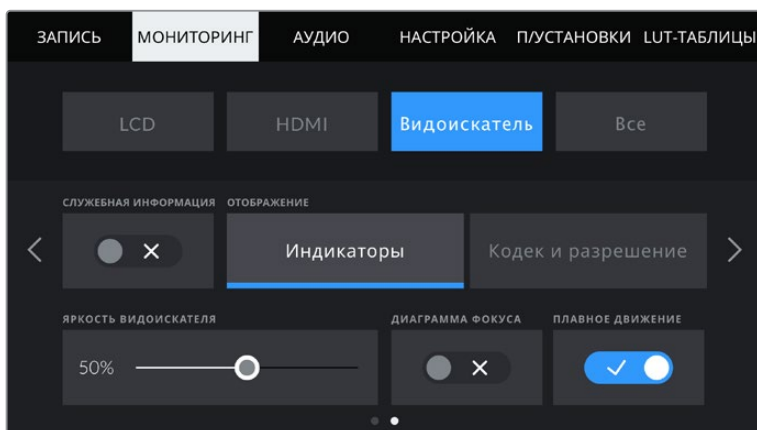 ЗАПИСЬ МОНИТОРИНГ АУДИО НАСТРОЙКА П/УСТАНОВКИ LUT-ТАБЛИЦЫ
LCD HDMI Видоискатель Все
СЛУЖЕБНАЯ ИНФОРМАЦИЯ ОТОБРАЖЕНИЕ
Индикаторы Кодек и разрешение
ЯРКОСТЬ ВИДОИСКАТЕЛЯ ДИАГРАММА ФОКУСА ПЛАВНОЕ ДВИЖЕНИЕ
50%